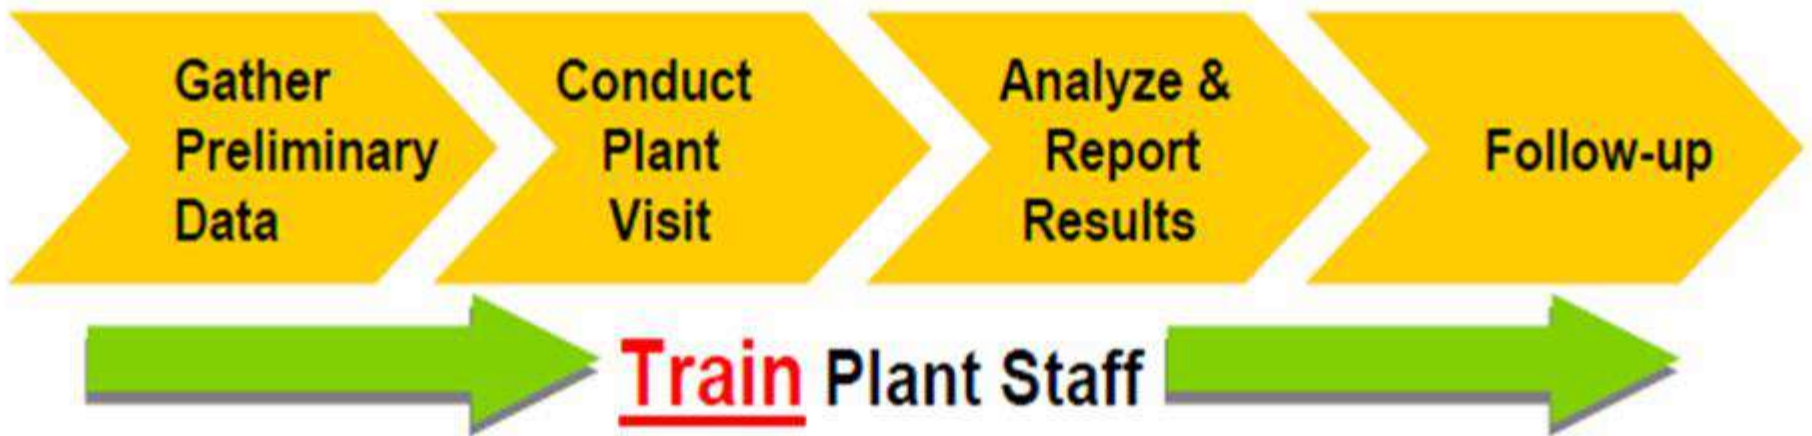 Gather
Preliminary
Data
Conduct
Plant
Visit
Analyze &
Report
Results
Follow-up
Train Plant Staff